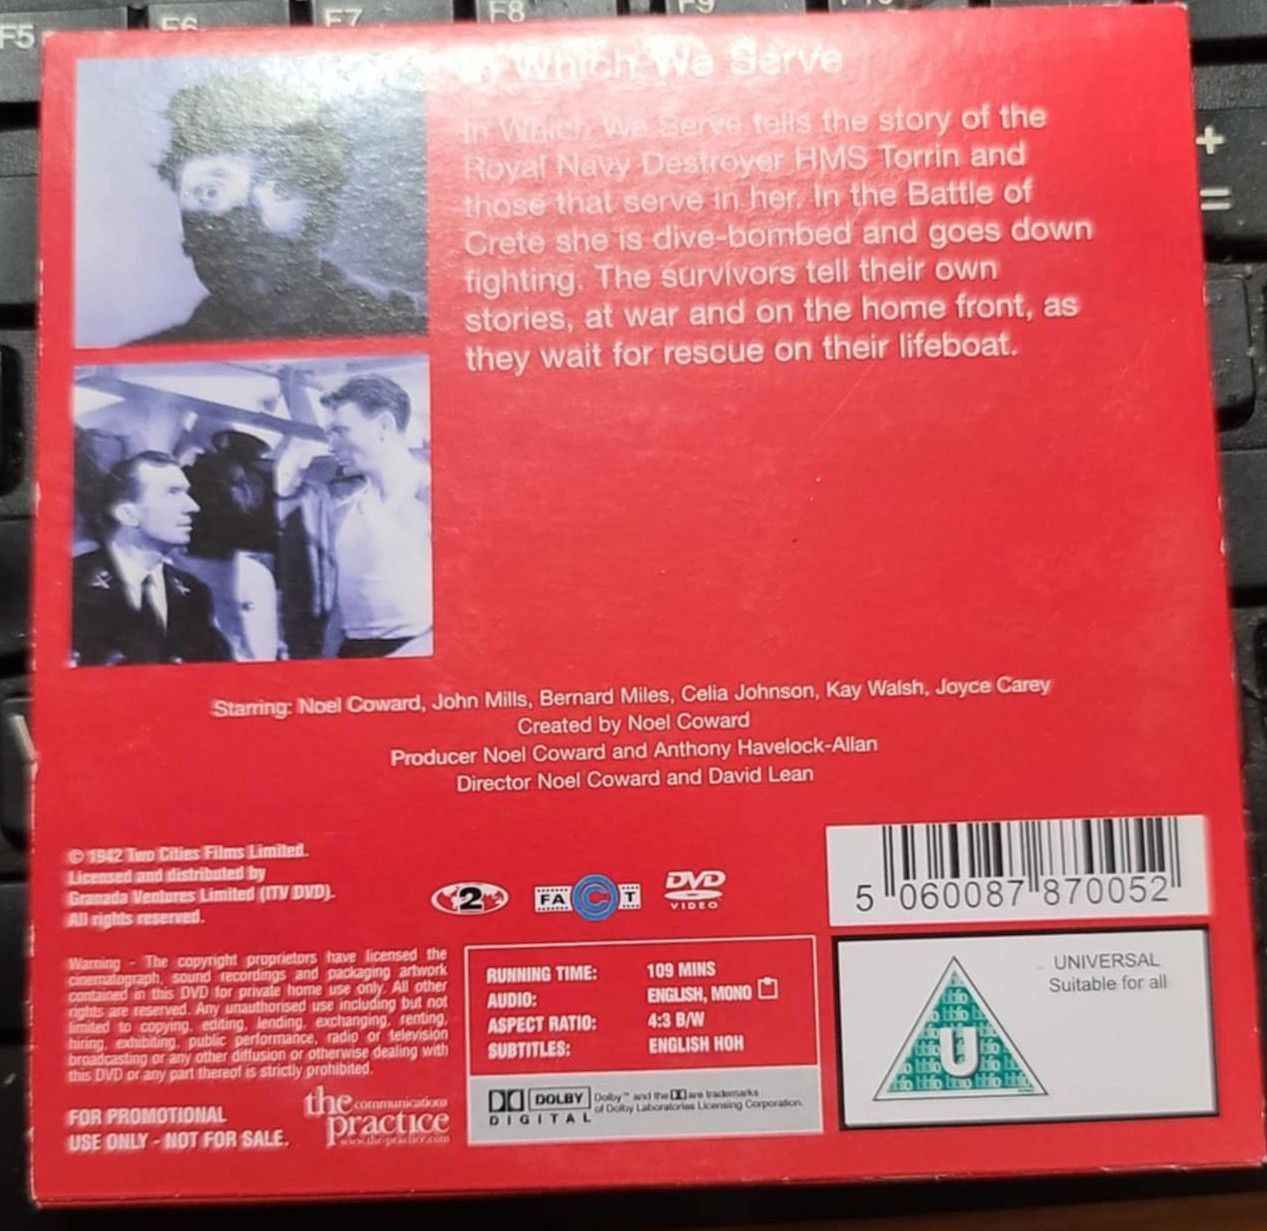 F5
F6
F7
F8
F9
F10
+
=
In Which We Serve
In Which We Serve tells the story of the
Royal Navy Destroyer HMS Torrin and
those that serve in her. In the Battle of
Crete she is dive-bombed and goes down
fighting. The survivors tell their own
stories, at war and on the home front, as
they wait for rescue on their lifeboat.
Starring: Noel Coward, John Mills, Bernard Miles, Celia Johnson, Kay Walsh, Joyce Carey
Created by Noel Coward
Producer Noel Coward and Anthony Havelock-Allan
Director Noel Coward and David Lean
© 1942 Two Cities Films Limited.
Licensed and distributed by
Granada Ventures Limited (ITV DVD).
All rights reserved.
2
FACT
DVD
VIDEO
5 060087 870052
Warning - The copyright proprietors have licensed the
cinematograph, sound recordings and packaging artwork
contained in this DVD for private home use only. All other
rights are reserved. Any unauthorised use including but not
limited to copying, editing, lending, exchanging, renting,
hiring, exhibiting, public performance, radio or television
broadcasting or any other diffusion or otherwise dealing with
this DVD or any part thereof is strictly prohibited.
FOR PROMOTIONAL
USE ONLY - NOT FOR SALE.
the communications
practice
www.the-practice.com
RUNNING TIME: 109 MINS
AUDIO: ENGLISH, MONO
ASPECT RATIO: 4:3 B/W
SUBTITLES: ENGLISH HOH
DOLBY
DIGITAL
Dolby™ and the are trademarks
of Dolby Laboratories Licensing Corporation.
UNIVERSAL
Suitable for all
U